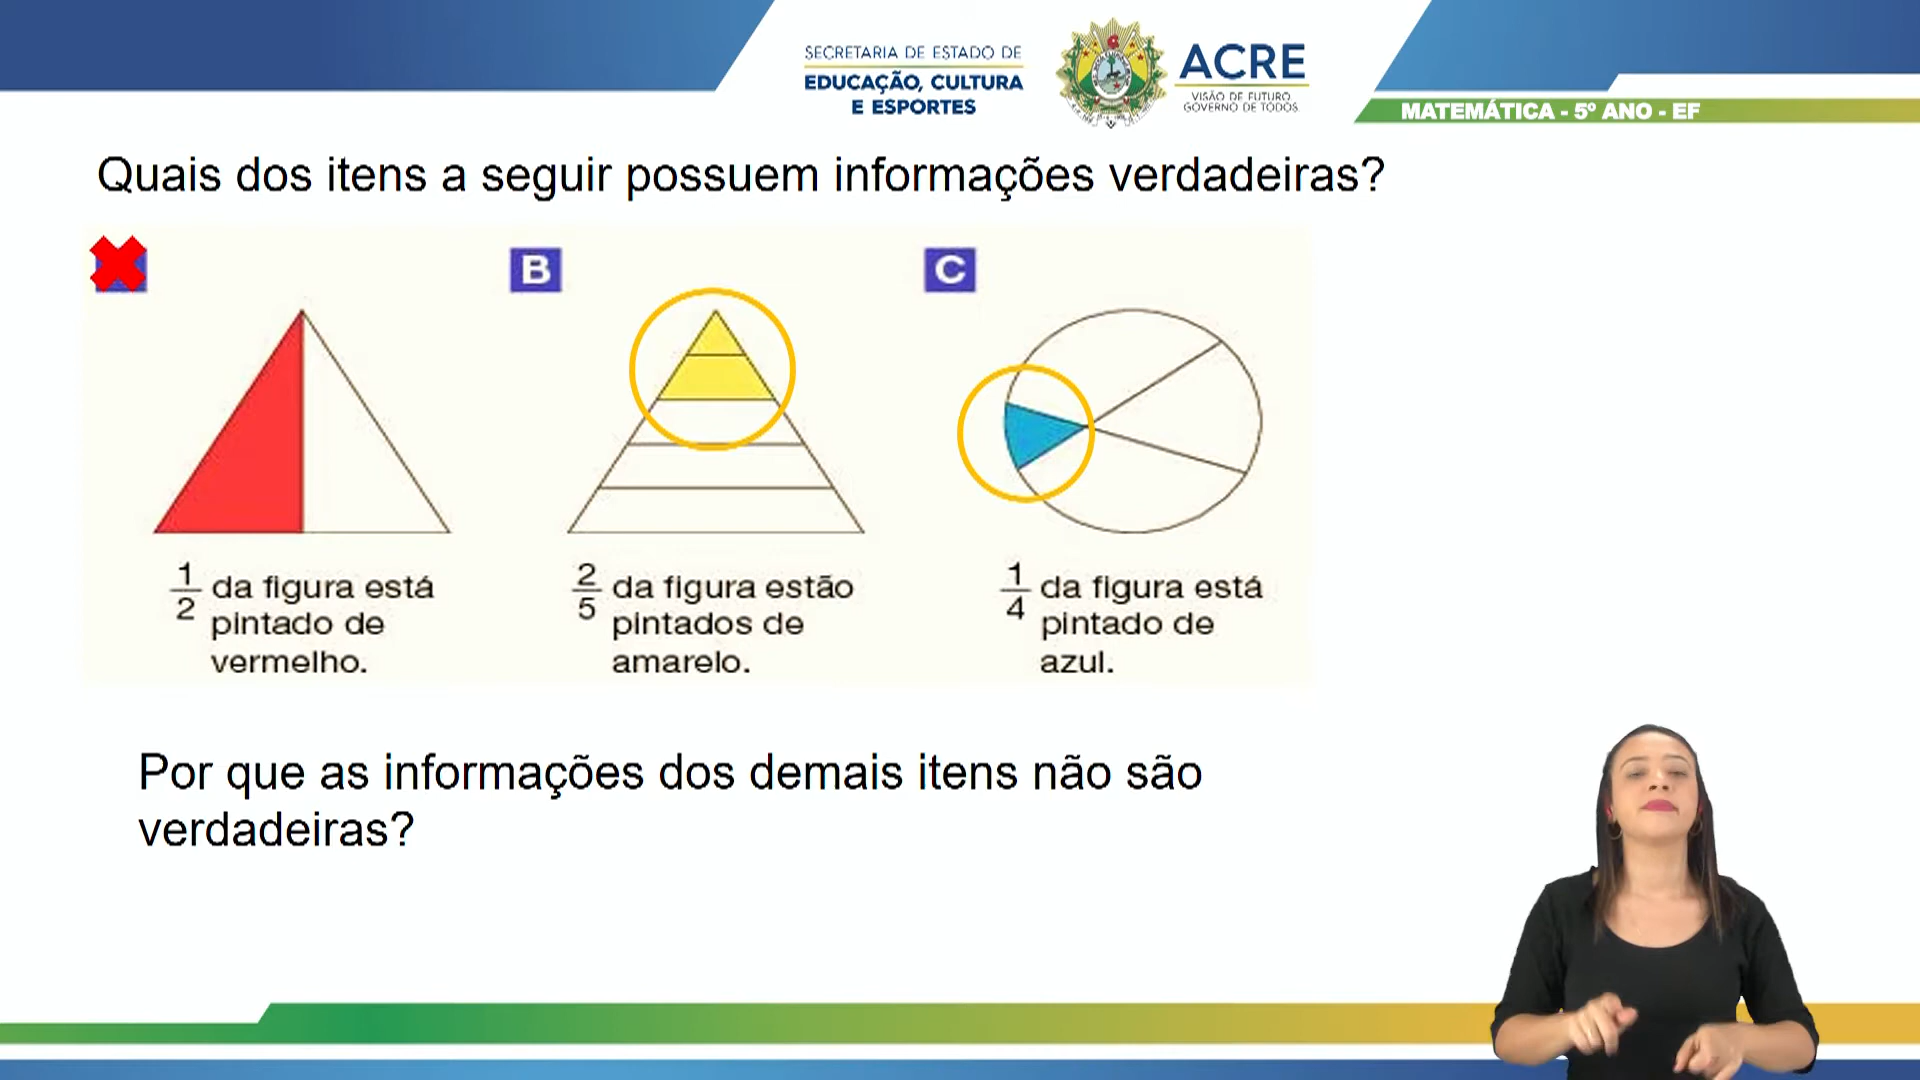 SECRETARIA DE ESTADO DE
EDUCAÇÃO, CULTURA
E ESPORTES
ACRE
VISÃO DE FUTURO
GOVERNO DE TODOS
MATEMÁTICA - 5º ANO - EF
Quais dos itens a seguir possuem informações verdadeiras?
B
C
1/2 da figura está
pintado de
vermelho.
2/5 da figura estão
pintados de
amarelo.
1/4 da figura está
pintado de
azul.
Por que as informações dos demais itens não são
verdadeiras?